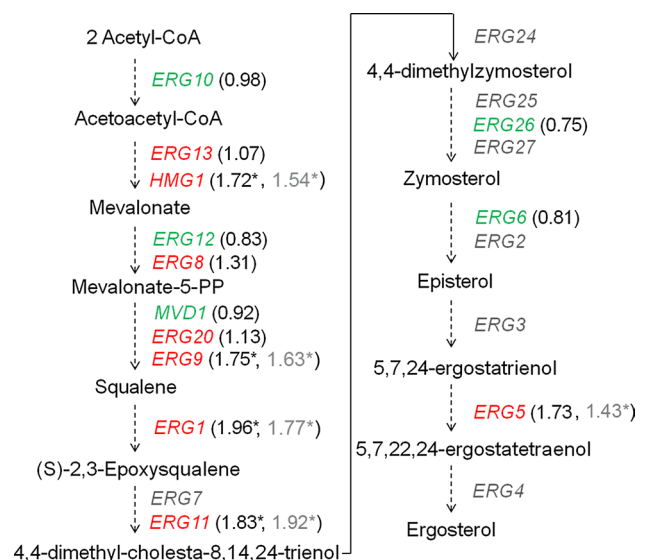 2 Acetyl-CoA
ERG10 (0.98)
Acetoacetyl-CoA
ERG13 (1.07)
HMG1 (1.72*, 1.54*)
Mevalonate
ERG12 (0.83)
ERG8 (1.31)
Mevalonate-5-PP
MVD1 (0.92)
ERG20 (1.13)
ERG9 (1.75*, 1.63*)
Squalene
ERG1 (1.96*, 1.77*)
(S)-2,3-Epoxysqualene
ERG7
ERG11 (1.83*, 1.92*)
4,4-dimethyl-cholesta-8,14,24-trienol
ERG24
4,4-dimethylzymosterol
ERG25
ERG26 (0.75)
ERG27
Zymosterol
ERG6 (0.81)
ERG2
Episterol
ERG3
5,7,24-ergostatrienol
ERG5 (1.73, 1.43*)
5,7,22,24-ergostatetraenol
ERG4
Ergosterol